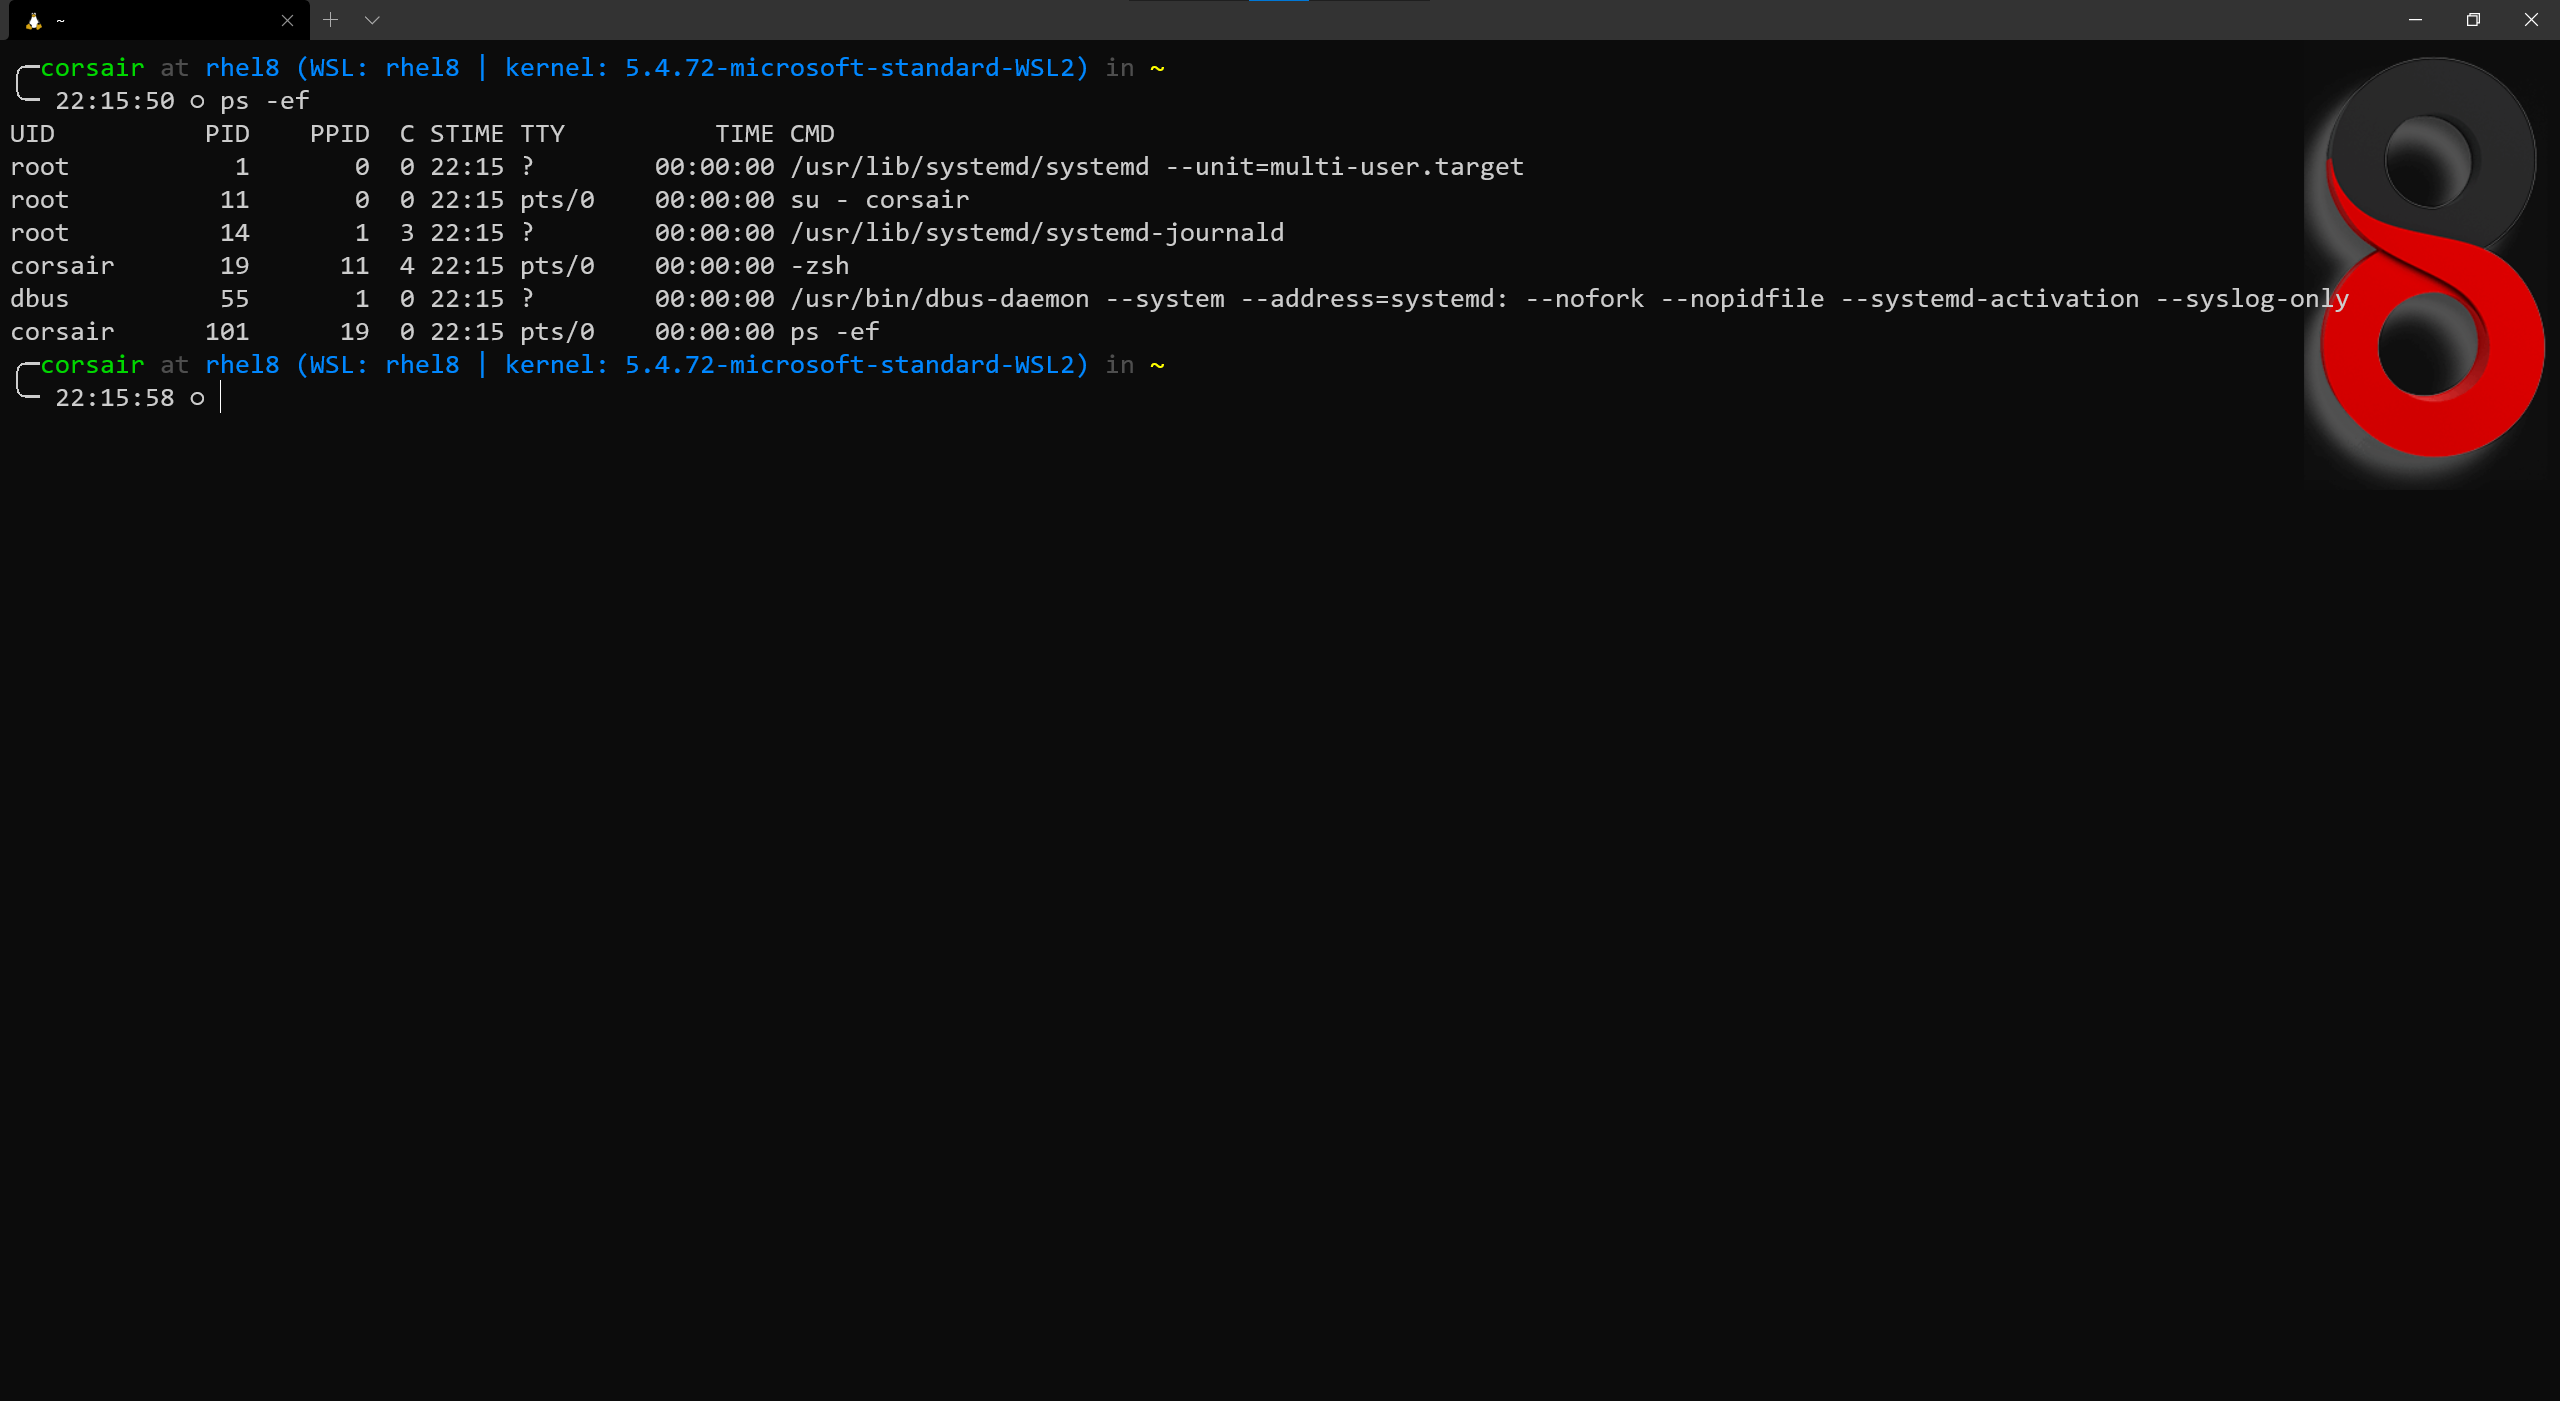 ~
corsair at rhel8 (WSL: rhel8 | kernel: 5.4.72-microsoft-standard-WSL2) in ~
22:15:50 ○ ps -ef
UID          PID    PPID  C STIME TTY          TIME CMD
root           1       0  0 22:15 ?        00:00:00 /usr/lib/systemd/systemd --unit=multi-user.target
root          11       0  0 22:15 pts/0    00:00:00 su - corsair
root          14       1  3 22:15 ?        00:00:00 /usr/lib/systemd/systemd-journald
corsair       19      11  4 22:15 pts/0    00:00:00 -zsh
dbus          55       1  0 22:15 ?        00:00:00 /usr/bin/dbus-daemon --system --address=systemd: --nofork --nopidfile --systemd-activation --syslog-only
corsair      101      19  0 22:15 pts/0    00:00:00 ps -ef
corsair at rhel8 (WSL: rhel8 | kernel: 5.4.72-microsoft-standard-WSL2) in ~
22:15:58 ○
8